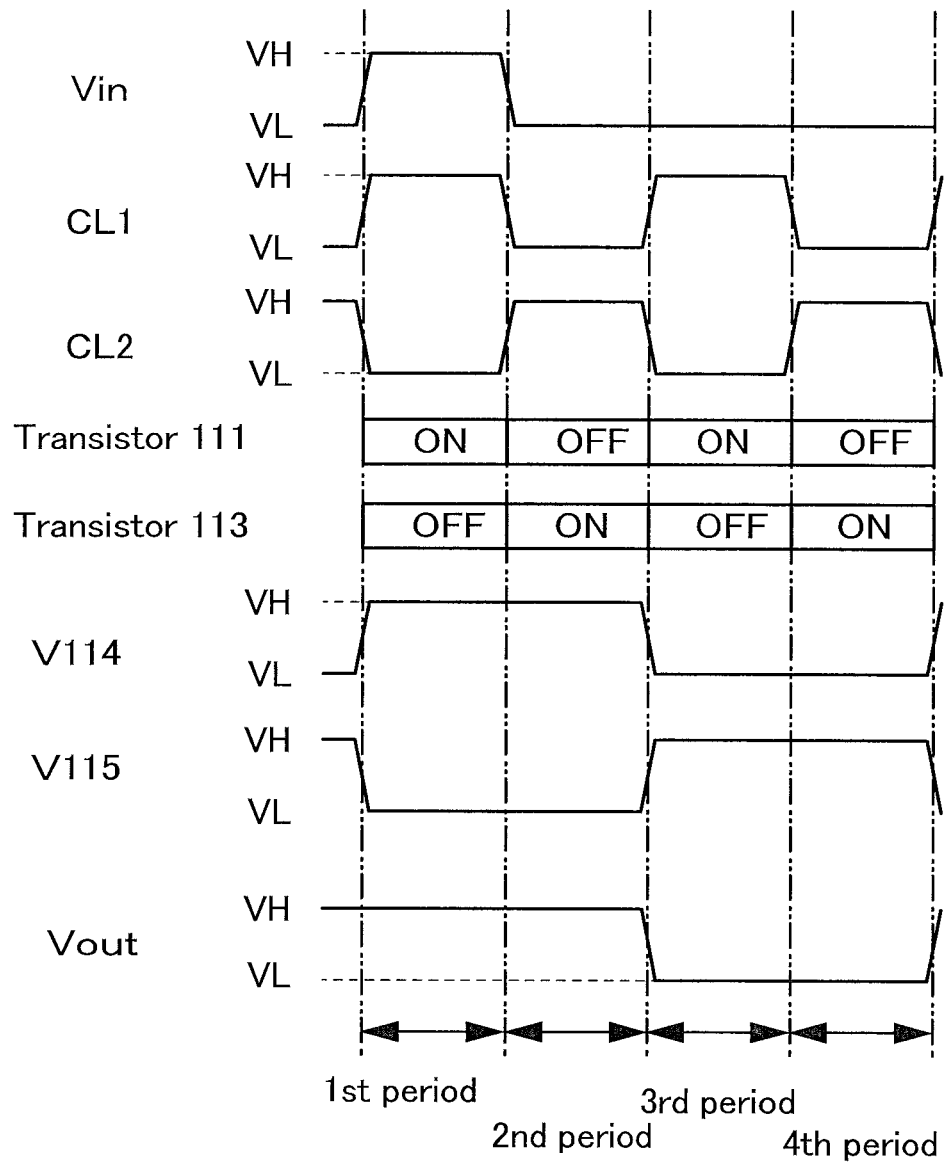 VH
Vin
VL
VH
CL1
VL
VH
CL2
VL
Transistor 111 ON OFF ON OFF
Transistor 113 OFF ON OFF ON
VH
V114
VL
VH
V115
VL
VH
Vout
VL
1st period
3rd period
2nd period
4th period